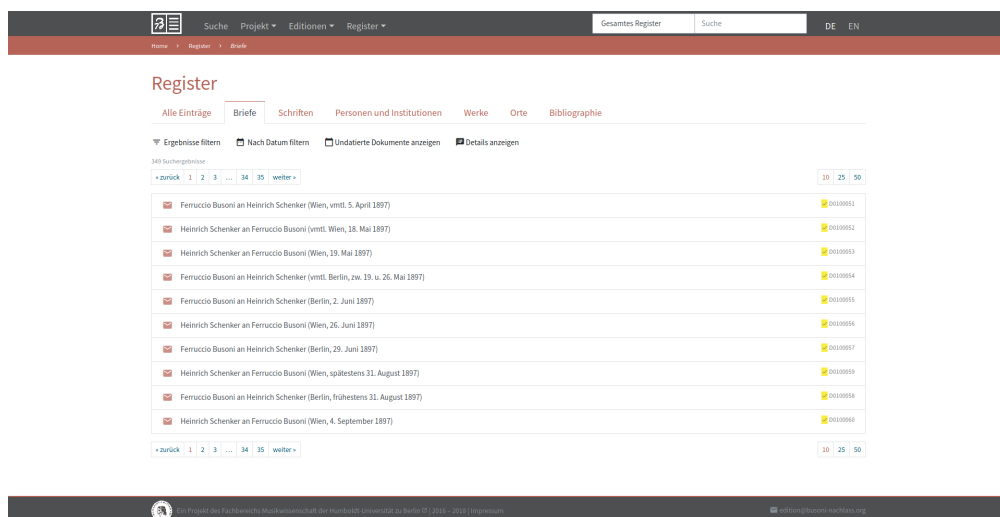 Suche Projekt Editionen Register Gesamtes Register Suche DE EN
Home > Register > Briefe
Register
Alle Einträge Briefe Schriften Personen und Institutionen Werke Orte Bibliographie
Ergebnisse filtern Nach Datum filtern Undatierte Dokumente anzeigen Details anzeigen
349 Suchergebnisse
« zurück 1 2 3 … 34 35 weiter » 10 25 50
Ferruccio Busoni an Heinrich Schenker (Wien, vmtl. 5. April 1897) D0100051
Heinrich Schenker an Ferruccio Busoni (vmtl. Wien, 18. Mai 1897) D0100052
Heinrich Schenker an Ferruccio Busoni (Wien, 19. Mai 1897) D0100053
Ferruccio Busoni an Heinrich Schenker (vmtl. Berlin, zw. 19. u. 26. Mai 1897) D0100054
Ferruccio Busoni an Heinrich Schenker (Berlin, 2. Juni 1897) D0100055
Heinrich Schenker an Ferruccio Busoni (Wien, 26. Juni 1897) D0100056
Ferruccio Busoni an Heinrich Schenker (Berlin, 29. Juni 1897) D0100057
Heinrich Schenker an Ferruccio Busoni (Wien, spätestens 31. August 1897) D0100059
Ferruccio Busoni an Heinrich Schenker (Berlin, frühestens 31. August 1897) D0100058
Heinrich Schenker an Ferruccio Busoni (Wien, 4. September 1897) D0100060
« zurück 1 2 3 … 34 35 weiter » 10 25 50
Ein Projekt des Fachbereichs Musikwissenschaft der Humboldt-Universität zu Berlin | 2016 – 2018 | Impressum edition@busoni-nachlass.org